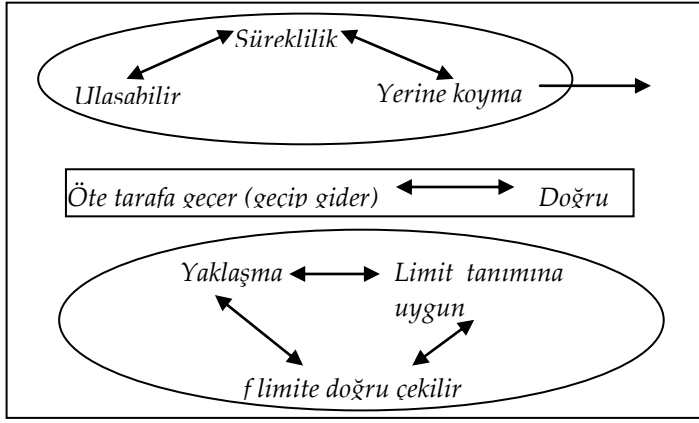 Süreklilik
Ulaşabilir
Yerine koyma
Öte tarafa geçer (geçip gider)
Doğru
Yaklaşma
Limit tanımına
uygun
f limite doğru çekilir